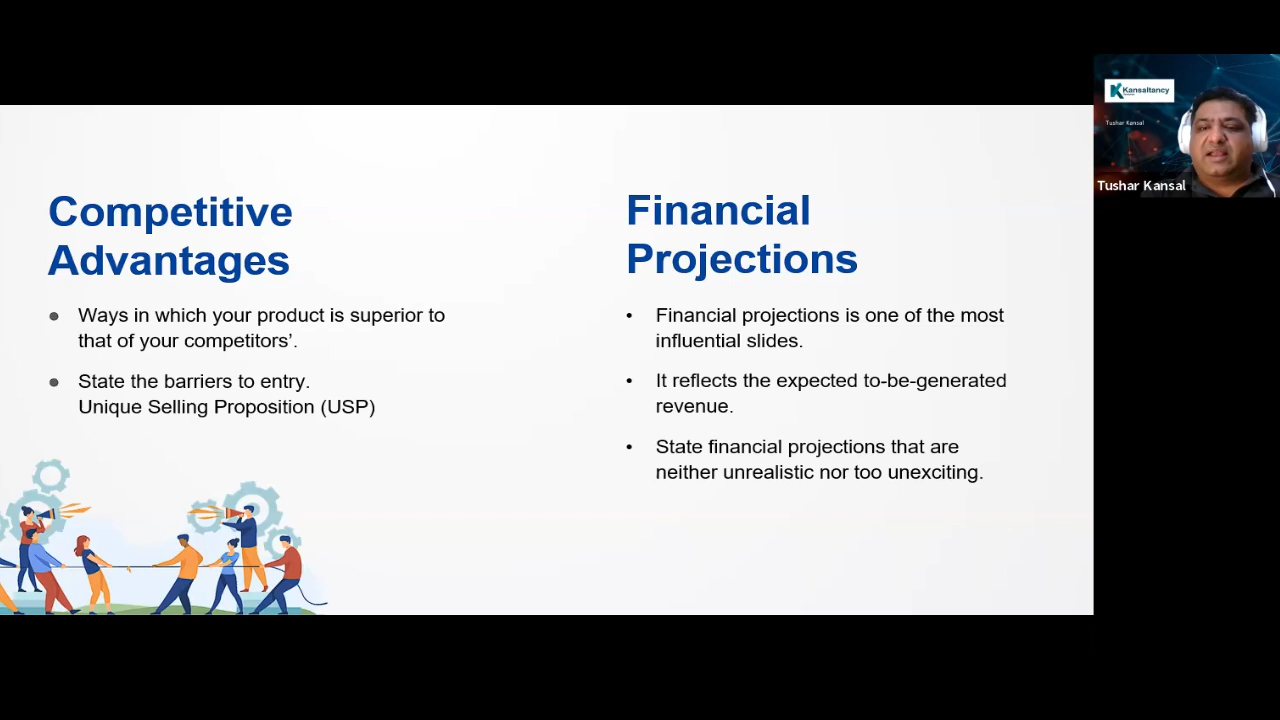 Competitive
Advantages
● Ways in which your product is superior to
that of your competitors’.
● State the barriers to entry.
Unique Selling Proposition (USP)
Financial
Projections
• Financial projections is one of the most
influential slides.
• It reflects the expected to-be-generated
revenue.
• State financial projections that are
neither unrealistic nor too unexciting.
Kansaltancy
Tushar Kansal
Tushar Kansal